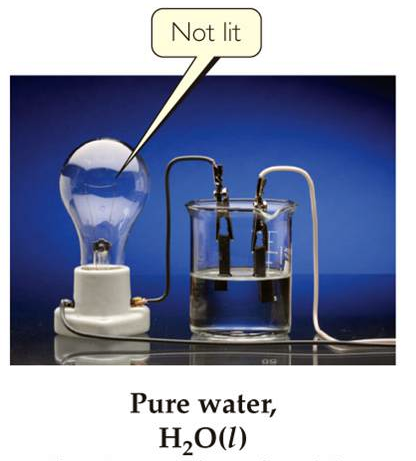 Not lit
Pure water,
H₂O(l)